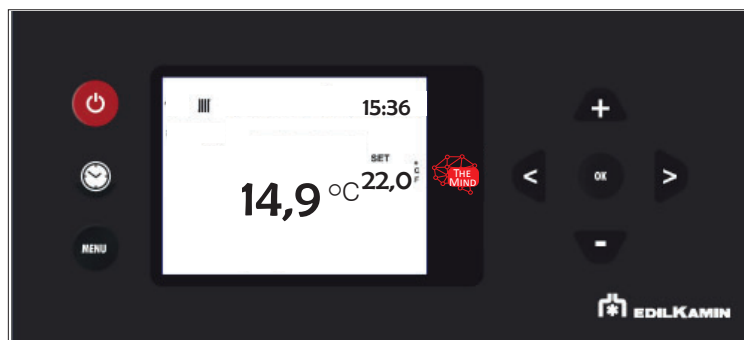 15:36
SET
°C
°F
22,0
14,9 °C
THE
MIND
MENU
+
<
OK
>
-
EDILKAMIN